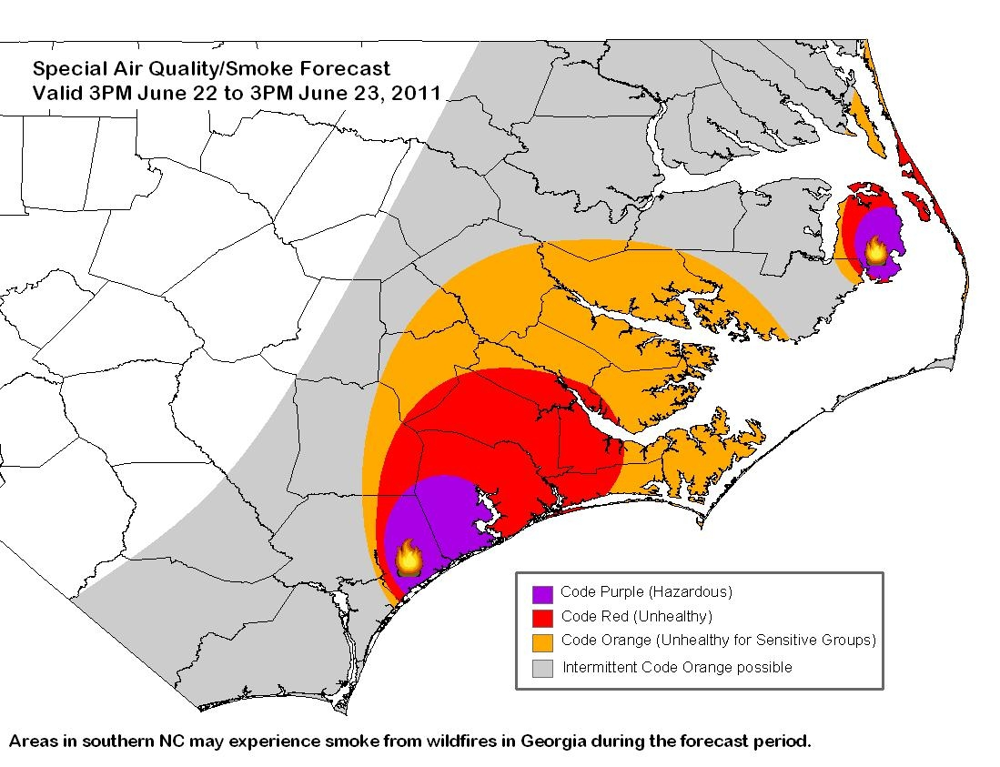 Special Air Quality/Smoke Forecast
Valid 3PM June 22 to 3PM June 23, 2011
Code Purple (Hazardous)
Code Red (Unhealthy)
Code Orange (Unhealthy for Sensitive Groups)
Intermittent Code Orange possible
Areas in southern NC may experience smoke from wildfires in Georgia during the forecast period.